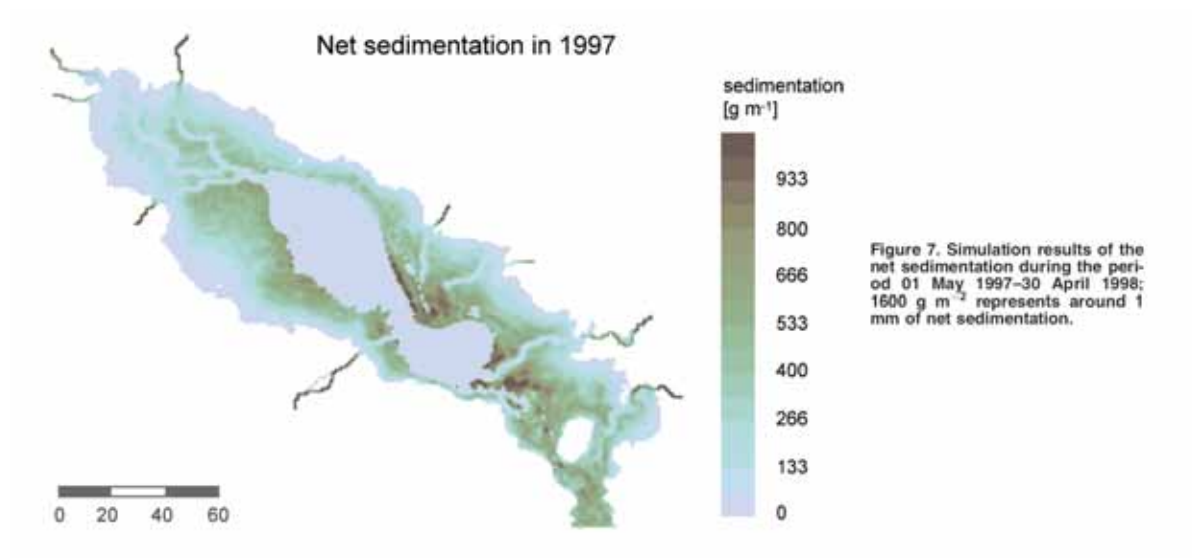 Net sedimentation in 1997
sedimentation
[g m-1]
933
800
666
533
400
266
133
0
Figure 7. Simulation results of the
net sedimentation during the peri-
od 01 May 1997–30 April 1998;
1600 g m−2 represents around 1
mm of net sedimentation.
0 20 40 60